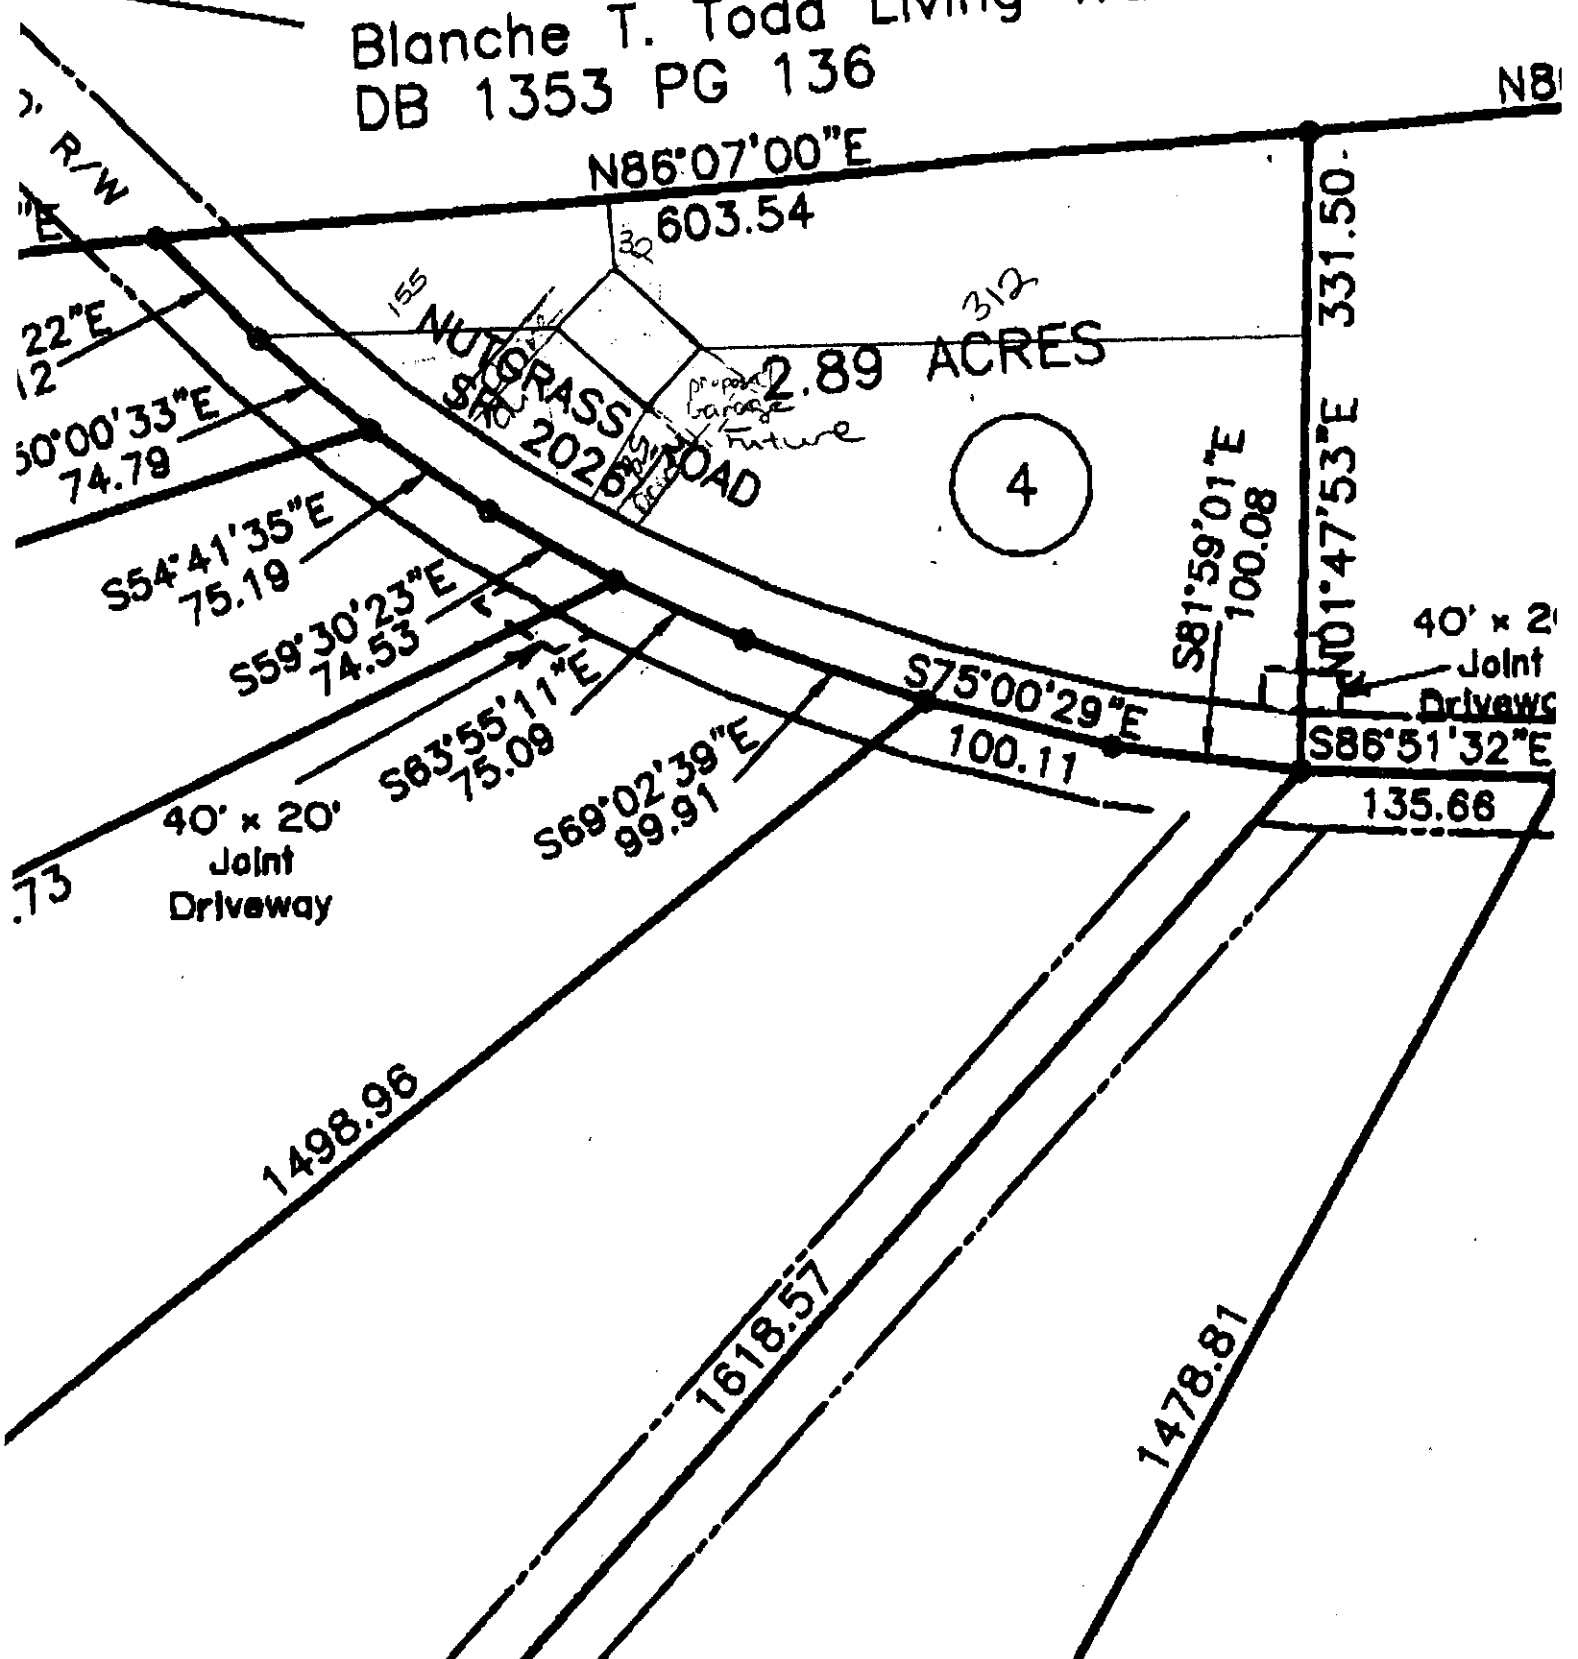 Blanche T. Todd Living
DB 1353 PG 136
R/W
"E
N86°07'00"E
603.54
N8
331.50
N01°47'53"E
30
155
312
NUTGRASS ROAD
SR 2026
proposed
Garage
Future
2.89 ACRES
4
22"E
12
50°00'33"E
74.79
S54°41'35"E
75.19
S59°30'23"E
74.53
S63°55'11"E
75.09
S69°02'39"E
99.91
S75°00'29"E
100.11
S81°59'01"E
100.08
40' x 2
Joint
Drivewa
S86°51'32"E
135.66
40' x 20'
Joint
Driveway
.73
1498.96
1618.57
1478.81